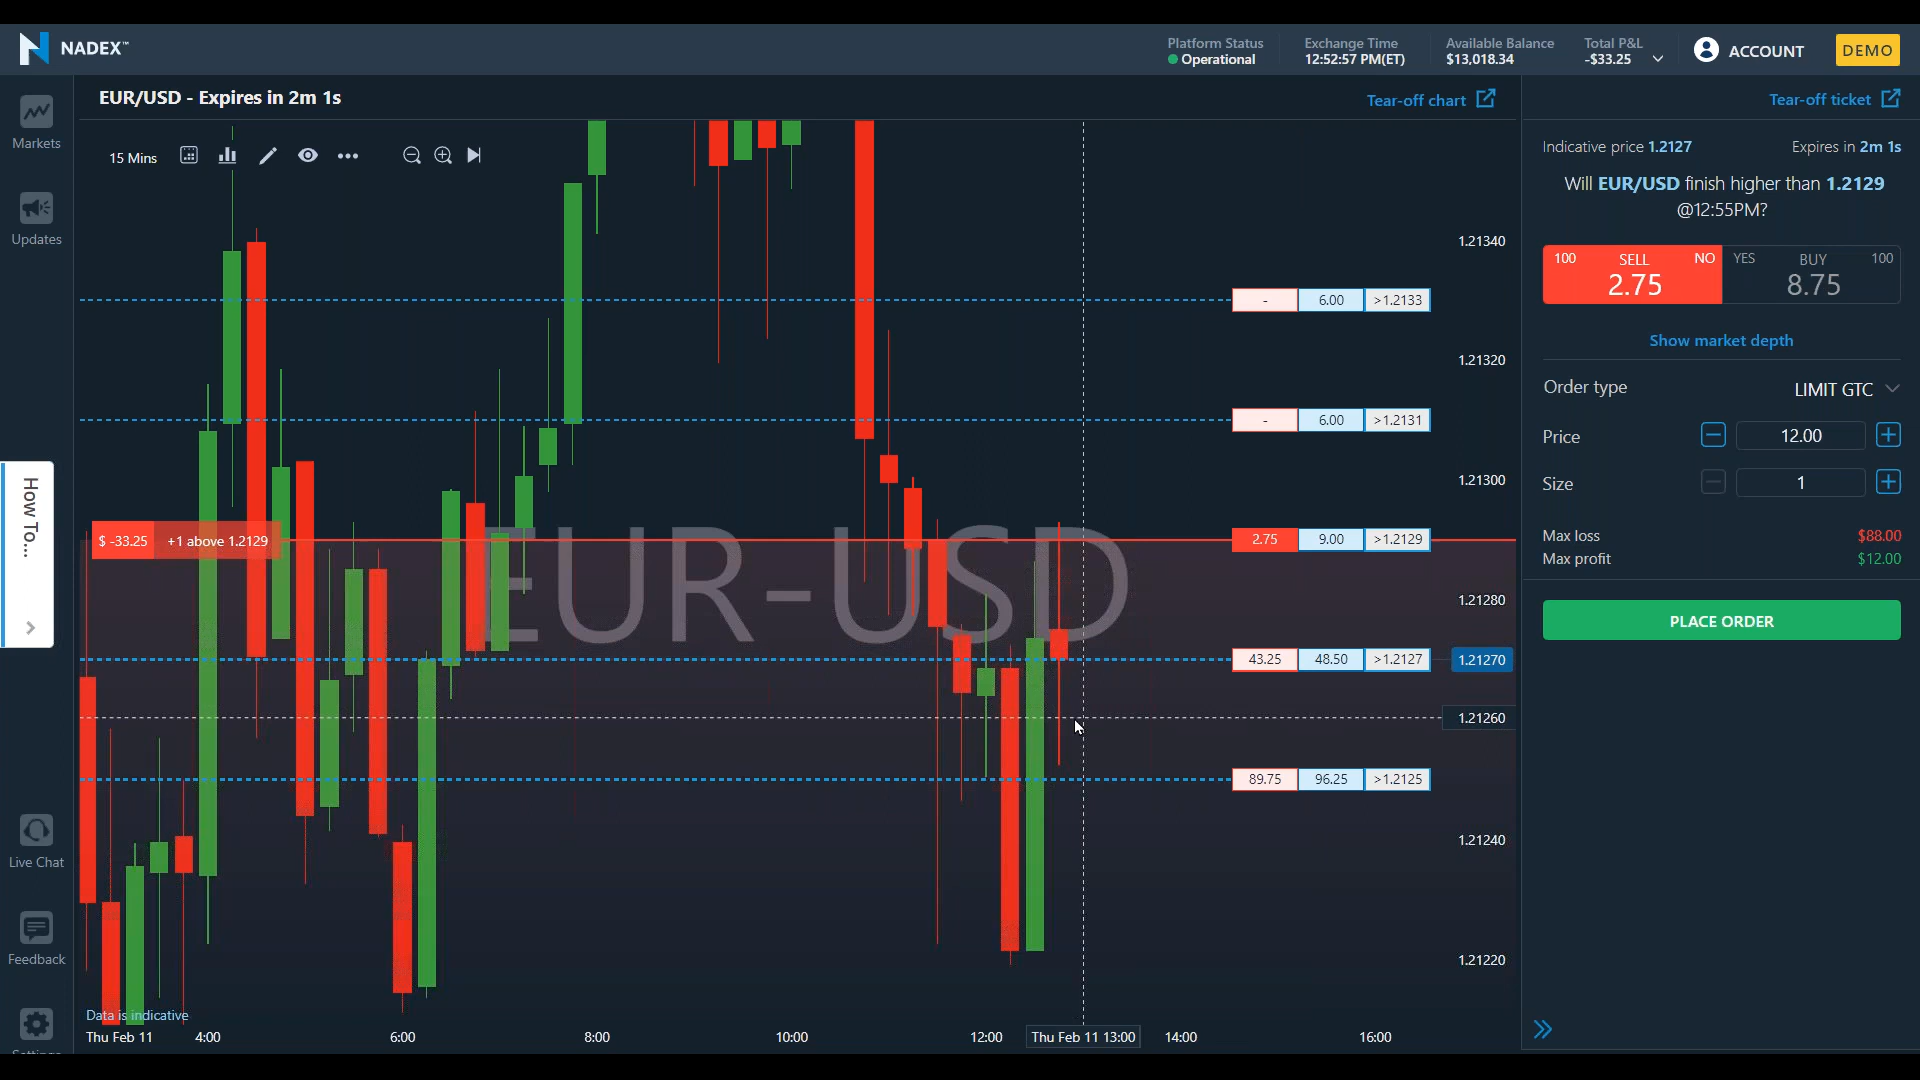 NADEX™
Platform Status
Operational
Exchange Time
12:52:57 PM(ET)
Available Balance
$13,018.34
Total P&L
-$33.25
ACCOUNT
DEMO
Markets
Updates
How To...
Live Chat
Feedback
EUR/USD - Expires in 2m 1s
Tear-off chart
15 Mins
EUR-USD
$ -33.25 +1 above 1.2129
- 6.00 >1.2133
- 6.00 >1.2131
2.75 9.00 >1.2129
43.25 48.50 >1.2127
89.75 96.25 >1.2125
1.21340
1.21320
1.21300
1.21280
1.21270
1.21260
1.21240
1.21220
Data is indicative
Thu Feb 11 4:00 6:00 8:00 10:00 12:00 Thu Feb 11 13:00 14:00 16:00
Tear-off ticket
Indicative price 1.2127 Expires in 2m 1s
Will EUR/USD finish higher than 1.2129
@12:55PM?
100 SELL NO YES BUY 100
2.75 8.75
Show market depth
Order type LIMIT GTC
Price 12.00
Size 1
Max loss $88.00
Max profit $12.00
PLACE ORDER